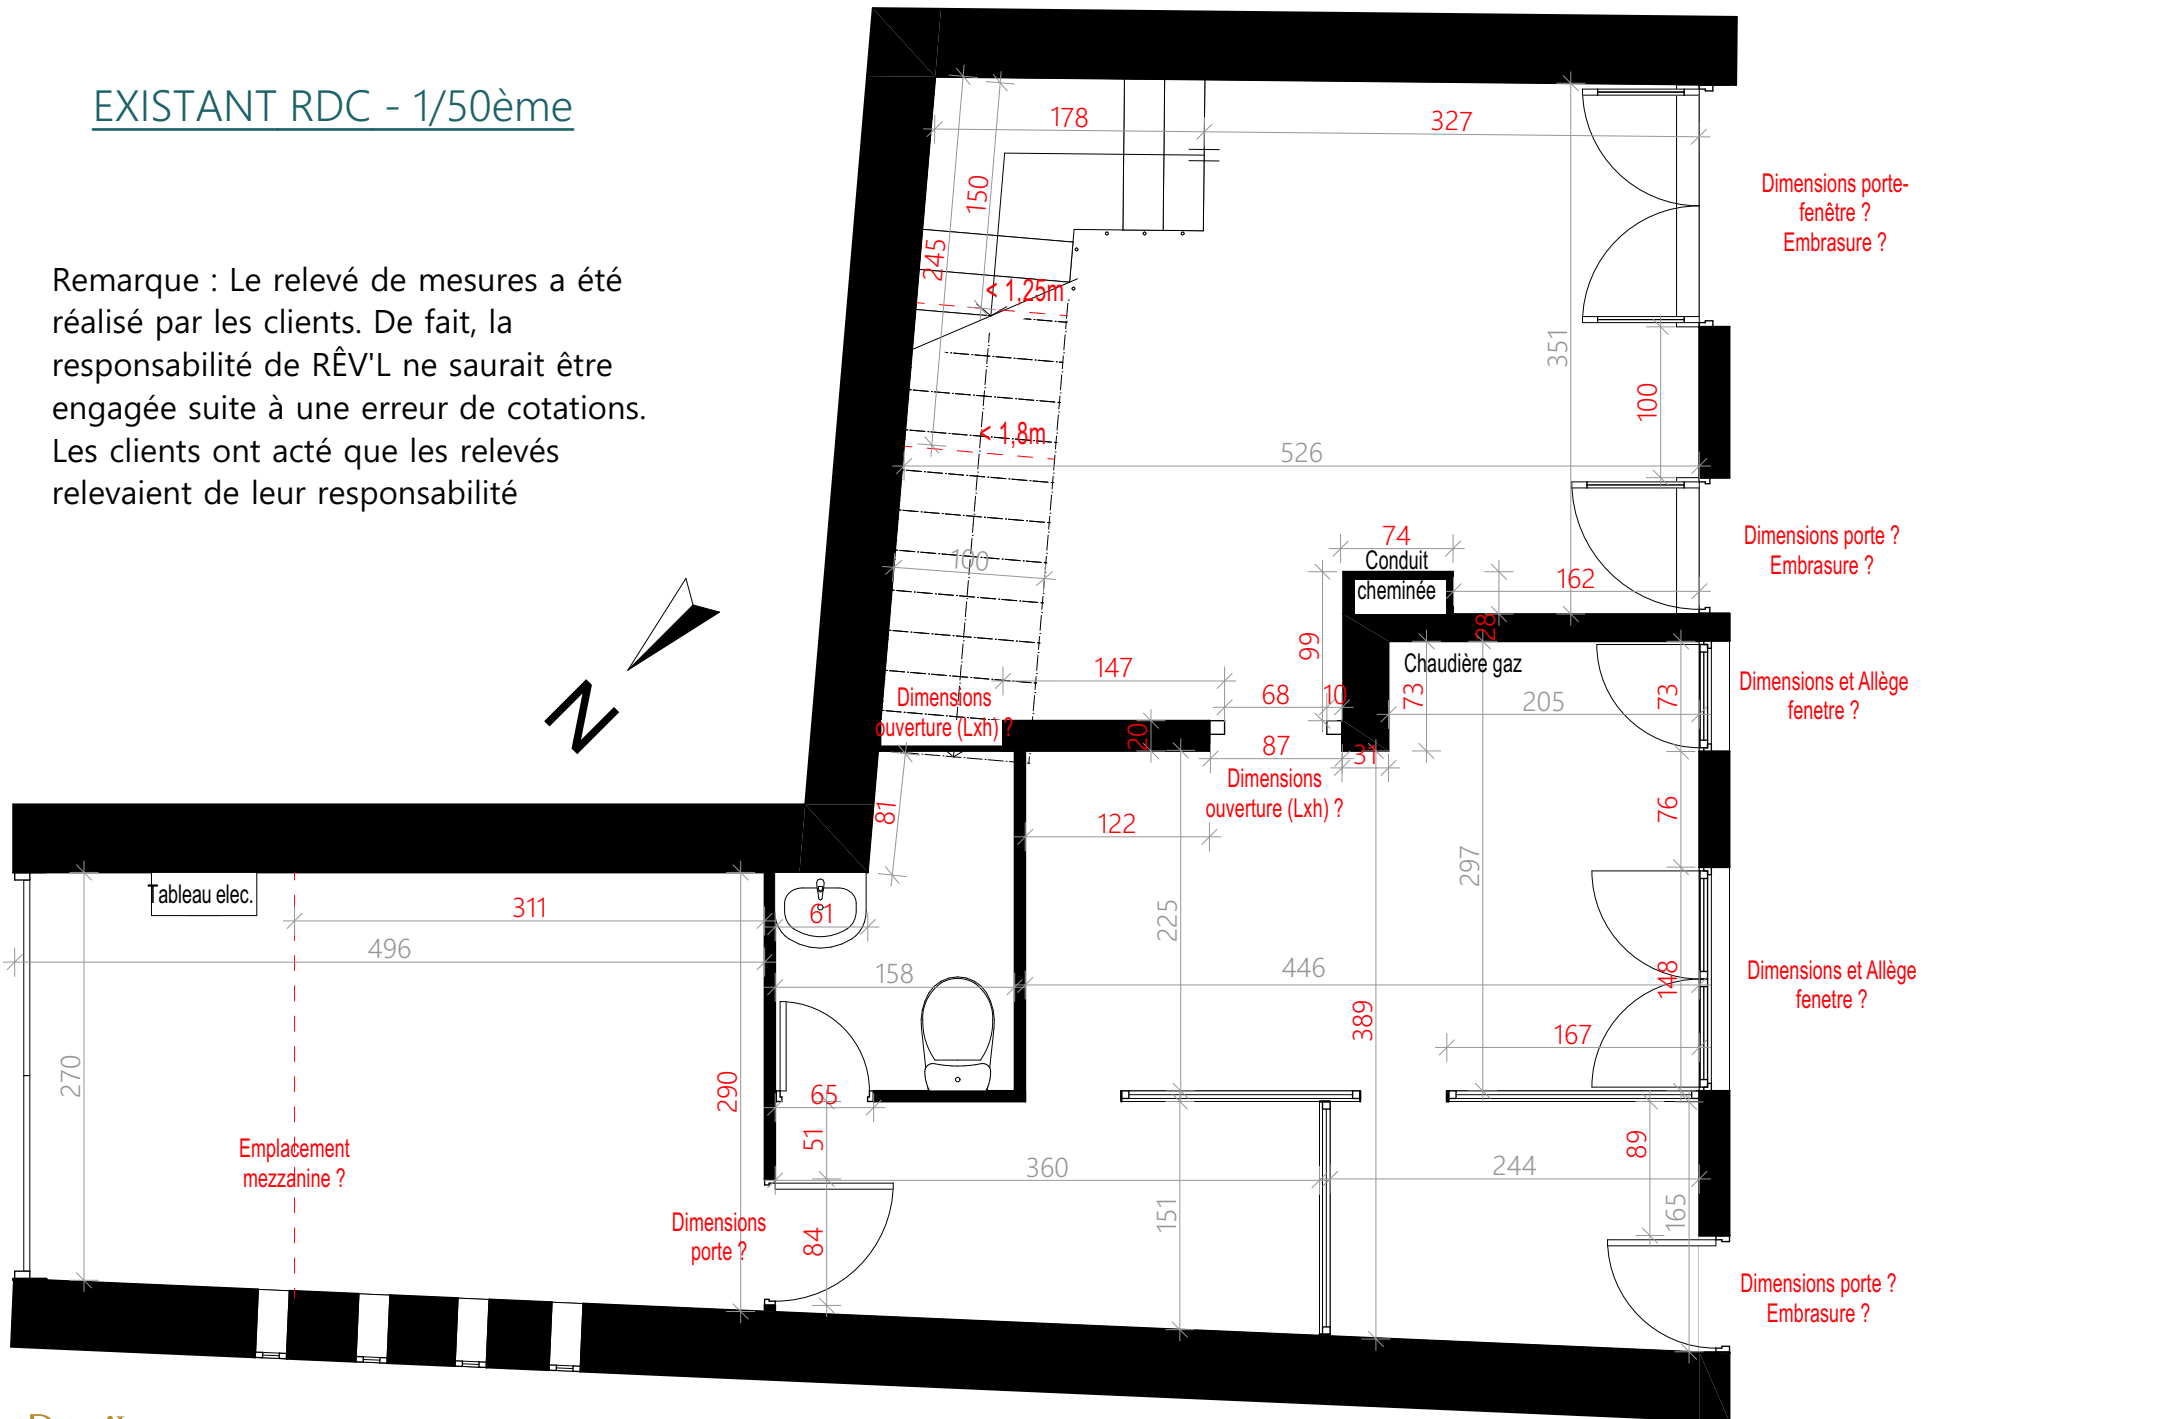 EXISTANT RDC - 1/50ème
Remarque : Le relevé de mesures a été
réalisé par les clients. De fait, la
responsabilité de RÊV'L ne saurait être
engagée suite à une erreur de cotations.
Les clients ont acté que les relevés
relevaient de leur responsabilité
N
178
327
150
245
< 1,25m
< 1,8m
351
100
526
100
74
Conduit
cheminée
162
28
99
Chaudière gaz
147
68
10
73
205
73
Dimensions
ouverture (Lxh) ?
20
87
31
Dimensions
ouverture (Lxh) ?
81
122
76
297
225
Tableau elec.
311
61
496
158
446
148
389
167
270
290
65
51
Emplacement
mezzanine ?
360
244
89
151
165
Dimensions
porte ?
84
Dimensions porte-
fenêtre ?
Embrasure ?
Dimensions porte ?
Embrasure ?
Dimensions et Allège
fenetre ?
Dimensions et Allège
fenetre ?
Dimensions porte ?
Embrasure ?